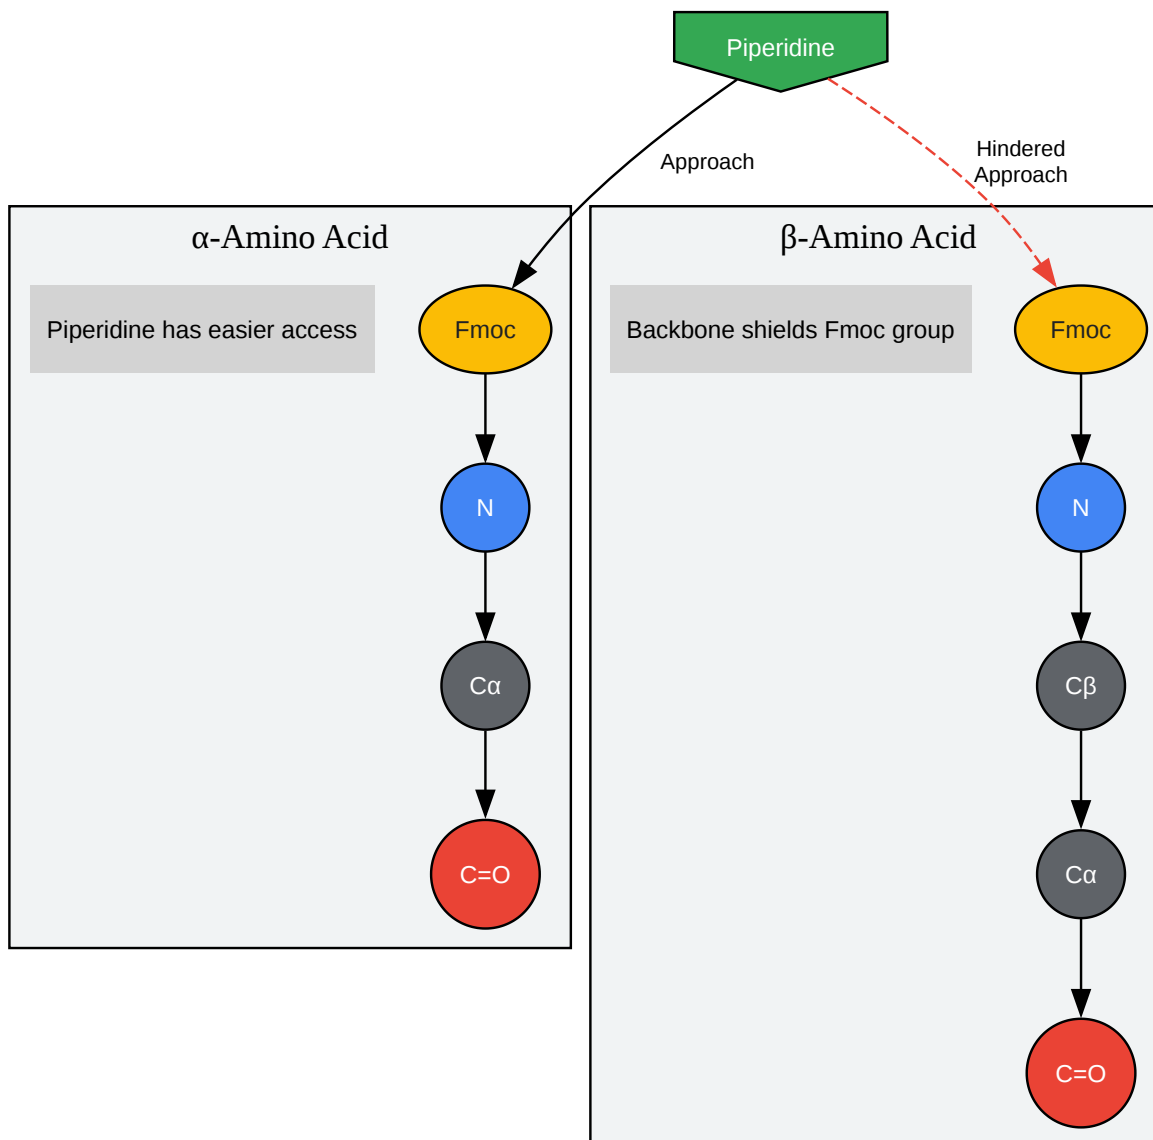 Piperidine
Approach
Hindered
Approach
α-Amino Acid
Piperidine has easier access
Fmoc
N
Cα
C=O
β-Amino Acid
Backbone shields Fmoc group
Fmoc
N
Cβ
Cα
C=O